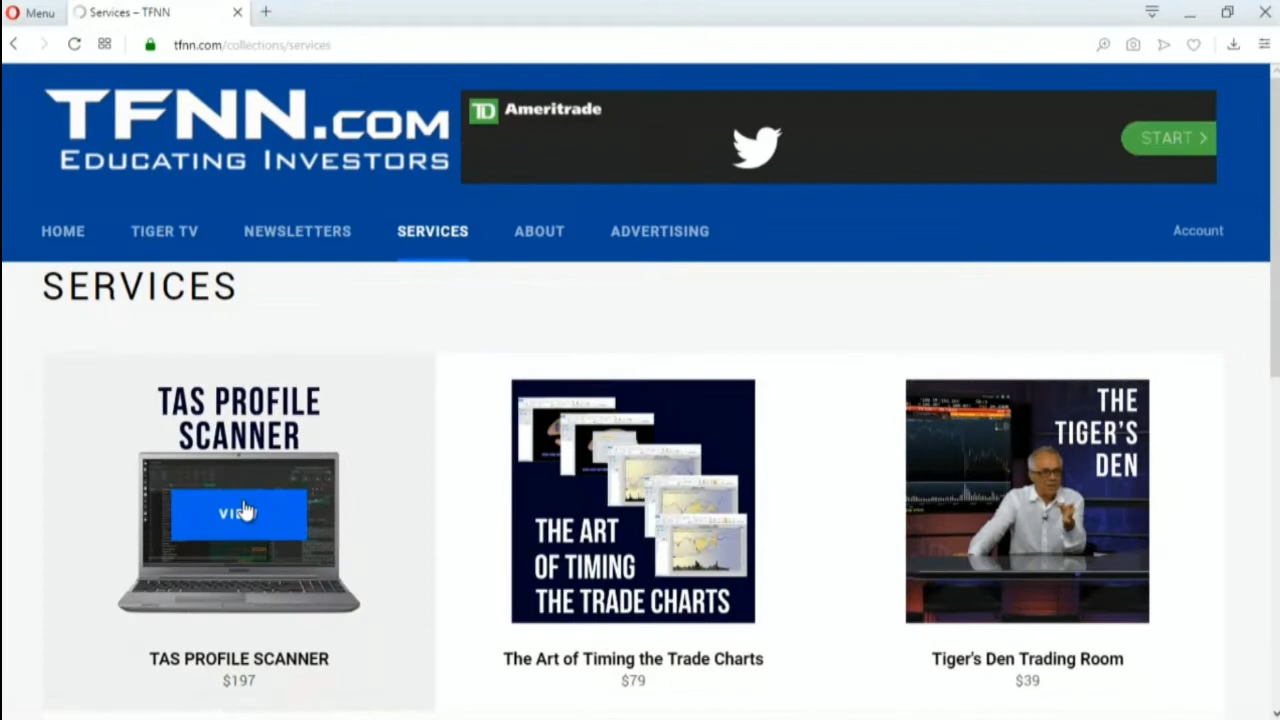 Menu
Services – TFNN
tfnn.com/collections/services
TFNN.COM
EDUCATING INVESTORS
TD Ameritrade
START >
HOME
TIGER TV
NEWSLETTERS
SERVICES
ABOUT
ADVERTISING
Account
SERVICES
TAS PROFILE
SCANNER
TAS PROFILE SCANNER
$197
THE ART
OF TIMING
THE TRADE CHARTS
The Art of Timing the Trade Charts
$79
THE
TIGER'S
DEN
Tiger's Den Trading Room
$39